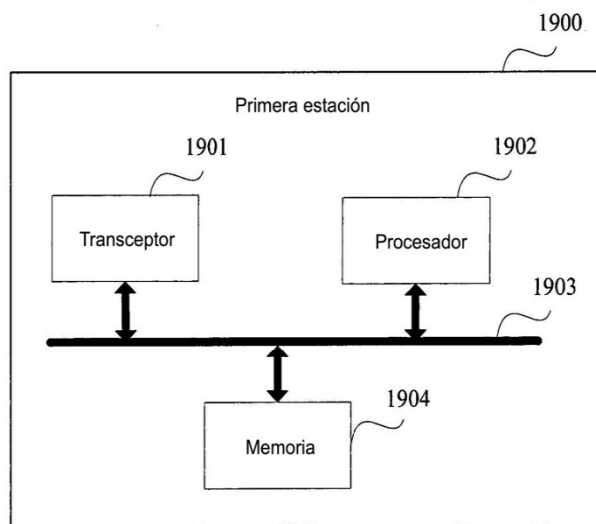 1900
Primera estación
1901
1902
Transceptor
Procesador
1903
1904
Memoria